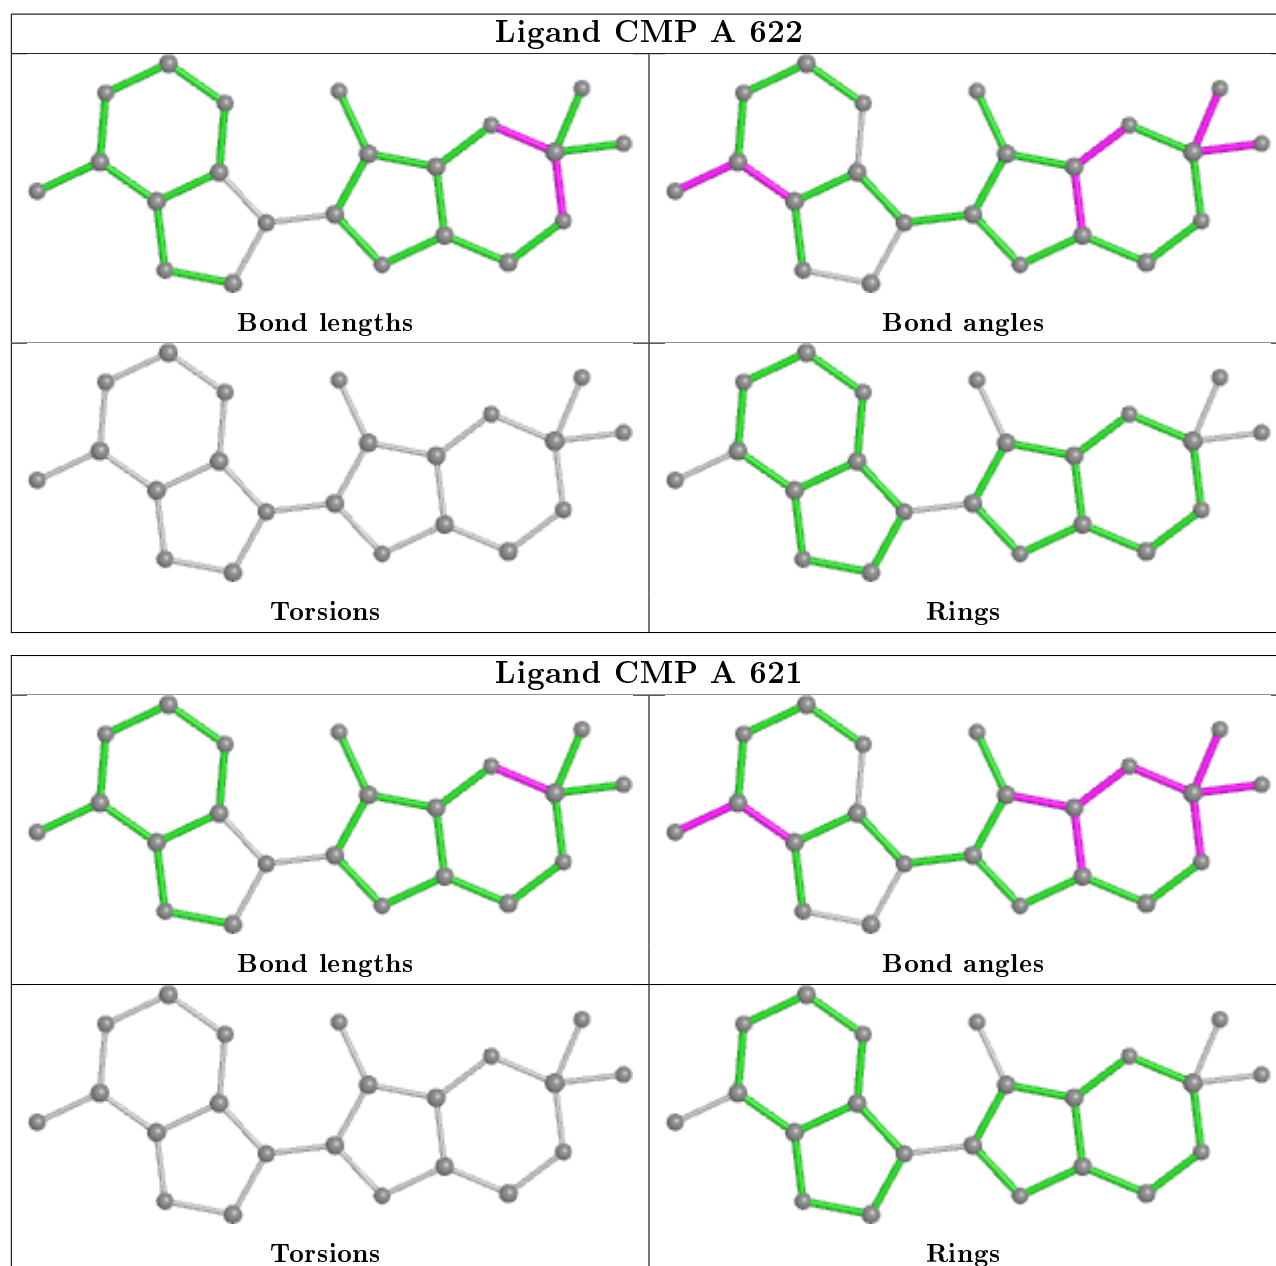 Ligand CMP A 622
Bond lengths
Bond angles
Torsions
Rings
Ligand CMP A 621
Bond lengths
Bond angles
Torsions
Rings